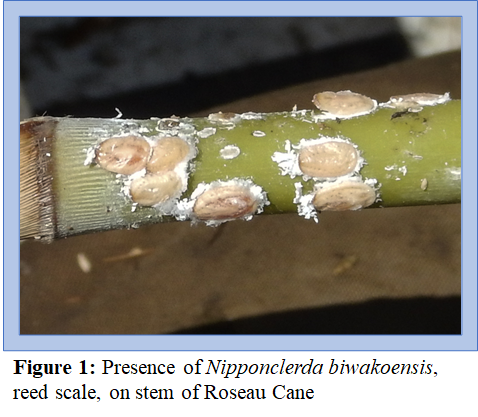 Figure 1: Presence of Nipponclerda biwakoensis,
reed scale, on stem of Roseau Cane